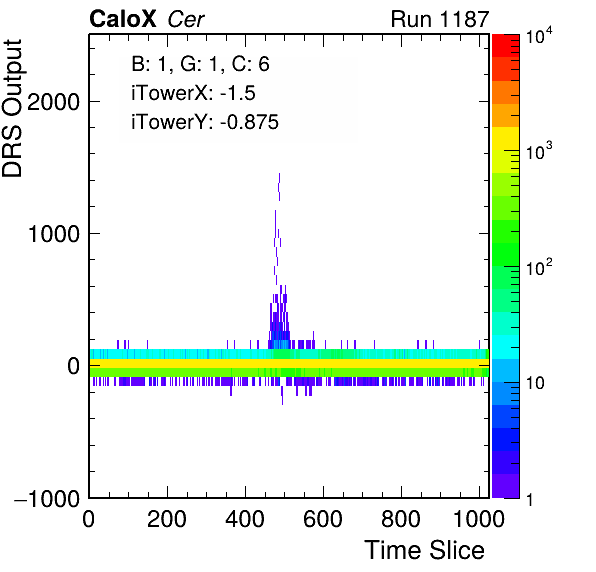 CaloX Cer Run 1187
B: 1, G: 1, C: 6
iTowerX: -1.5
iTowerY: -0.875
DRS Output
2000
1000
0
−1000
0 200 400 600 800 1000
Time Slice
10^4
10^3
10^2
10
1